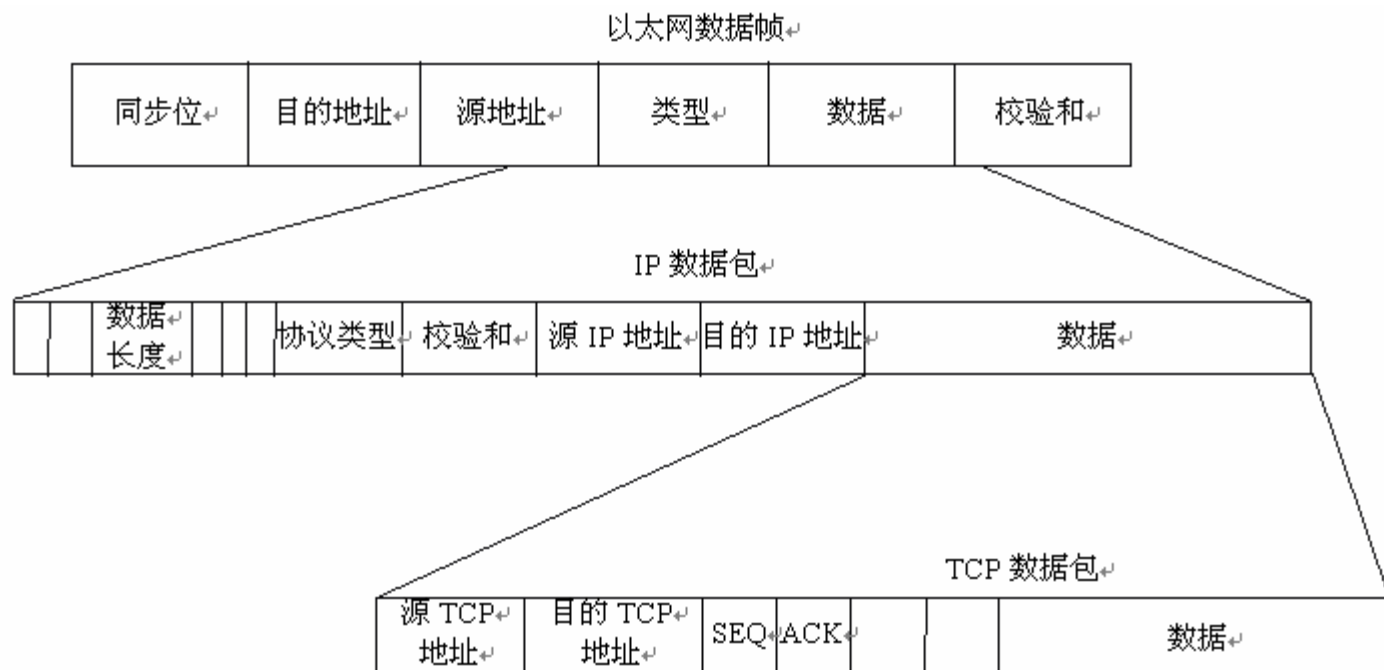 以太网数据帧
同步位 目的地址 源地址 类型 数据 校验和
IP 数据包
数据
长度
协议类型 校验和 源 IP 地址 目的 IP 地址 数据
TCP 数据包
源 TCP
地址
目的 TCP
地址
SEQ ACK 数据